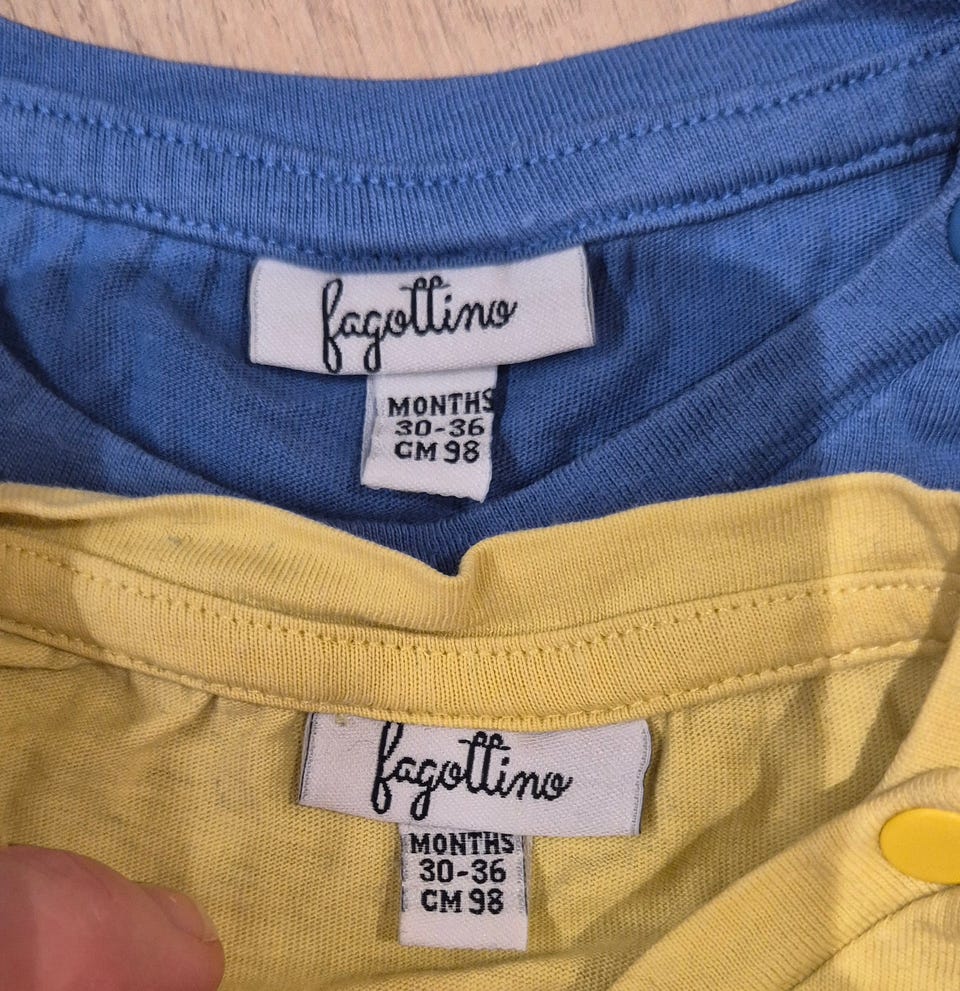 fagottino
MONTHS
30-36
CM 98
fagottino
MONTHS
30-36
CM 98